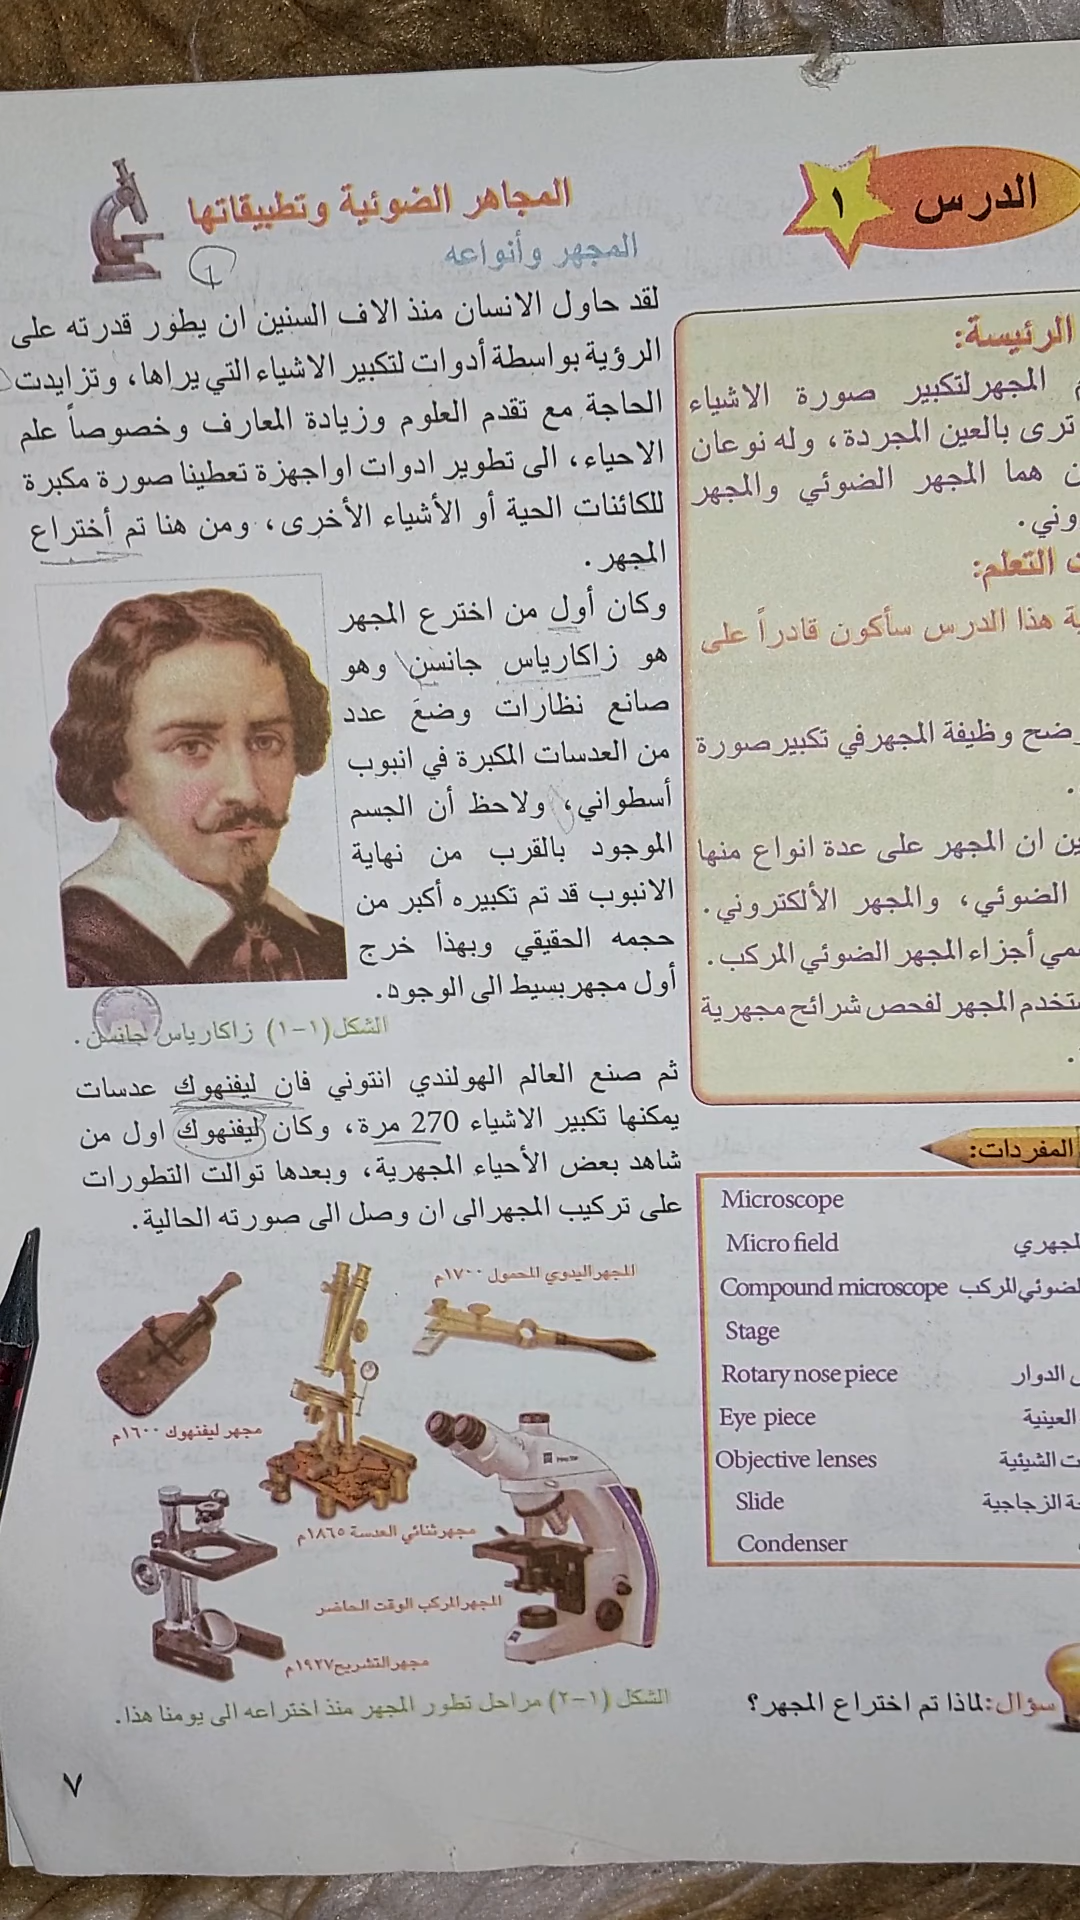 الدرس ١
المجاهر الضوئية وتطبيقاتها
المجهر وأنواعه
1
لقد حاول الانسان منذ الاف السنين ان يطور قدرته على
الرؤية بواسطة أدوات لتكبير الاشياء التي يراها، وتزايدت
الحاجة مع تقدم العلوم وزيادة المعارف وخصوصاً علم
الاحياء، الى تطوير ادوات اواجهزة تعطينا صورة مكبرة
للكائنات الحية أو الأشياء الأخرى، ومن هنا تم أختراع
المجهر.
وكان أول من اخترع المجهر
هو زاكارياس جانسن وهو
صانع نظارات وضعَ عدد
من العدسات المكبرة في انبوب
أسطواني، ولاحظ أن الجسم
الموجود بالقرب من نهاية
الانبوب قد تم تكبيره أكبر من
حجمه الحقيقي وبهذا خرج
أول مجهر بسيط الى الوجود.
الشكل (١-١) زاكارياس جانسن.
ثم صنع العالم الهولندي انتوني فان ليفنهوك عدسات
يمكنها تكبير الاشياء 270 مرة، وكان ليفنهوك اول من
شاهد بعض الأحياء المجهرية، وبعدها توالت التطورات
على تركيب المجهر الى ان وصل الى صورته الحالية.
المجهر اليدوي المحمول ١٧٠٠م
مجهر ليفنهوك ١٦٠٠م
مجهر ثنائي العدسة ١٨٦٥م
المجهر المركب الوقت الحاضر
مجهر التشريح ١٩٢٧م
الشكل (١-٢) مراحل تطور المجهر منذ اختراعه الى يومنا هذا.
الرئيسة:
المجهر لتكبير صورة الاشياء
ترى بالعين المجردة، وله نوعان
هما المجهر الضوئي والمجهر
التعلم:
هذا الدرس سأكون قادراً على
وظيفة المجهر في تكبير صورة
ان المجهر على عدة انواع منها
الضوئي، والمجهر الألكتروني.
أجزاء المجهر الضوئي المركب.
المجهر لفحص شرائح مجهرية
المفردات:
Microscope
Micro field
Compound microscope المركب
Stage
Rotary nose piece الدوار
Eye piece العينية
Objective lenses الشيئية
Slide الزجاجية
Condenser
سؤال: لماذا تم اختراع المجهر؟
٧